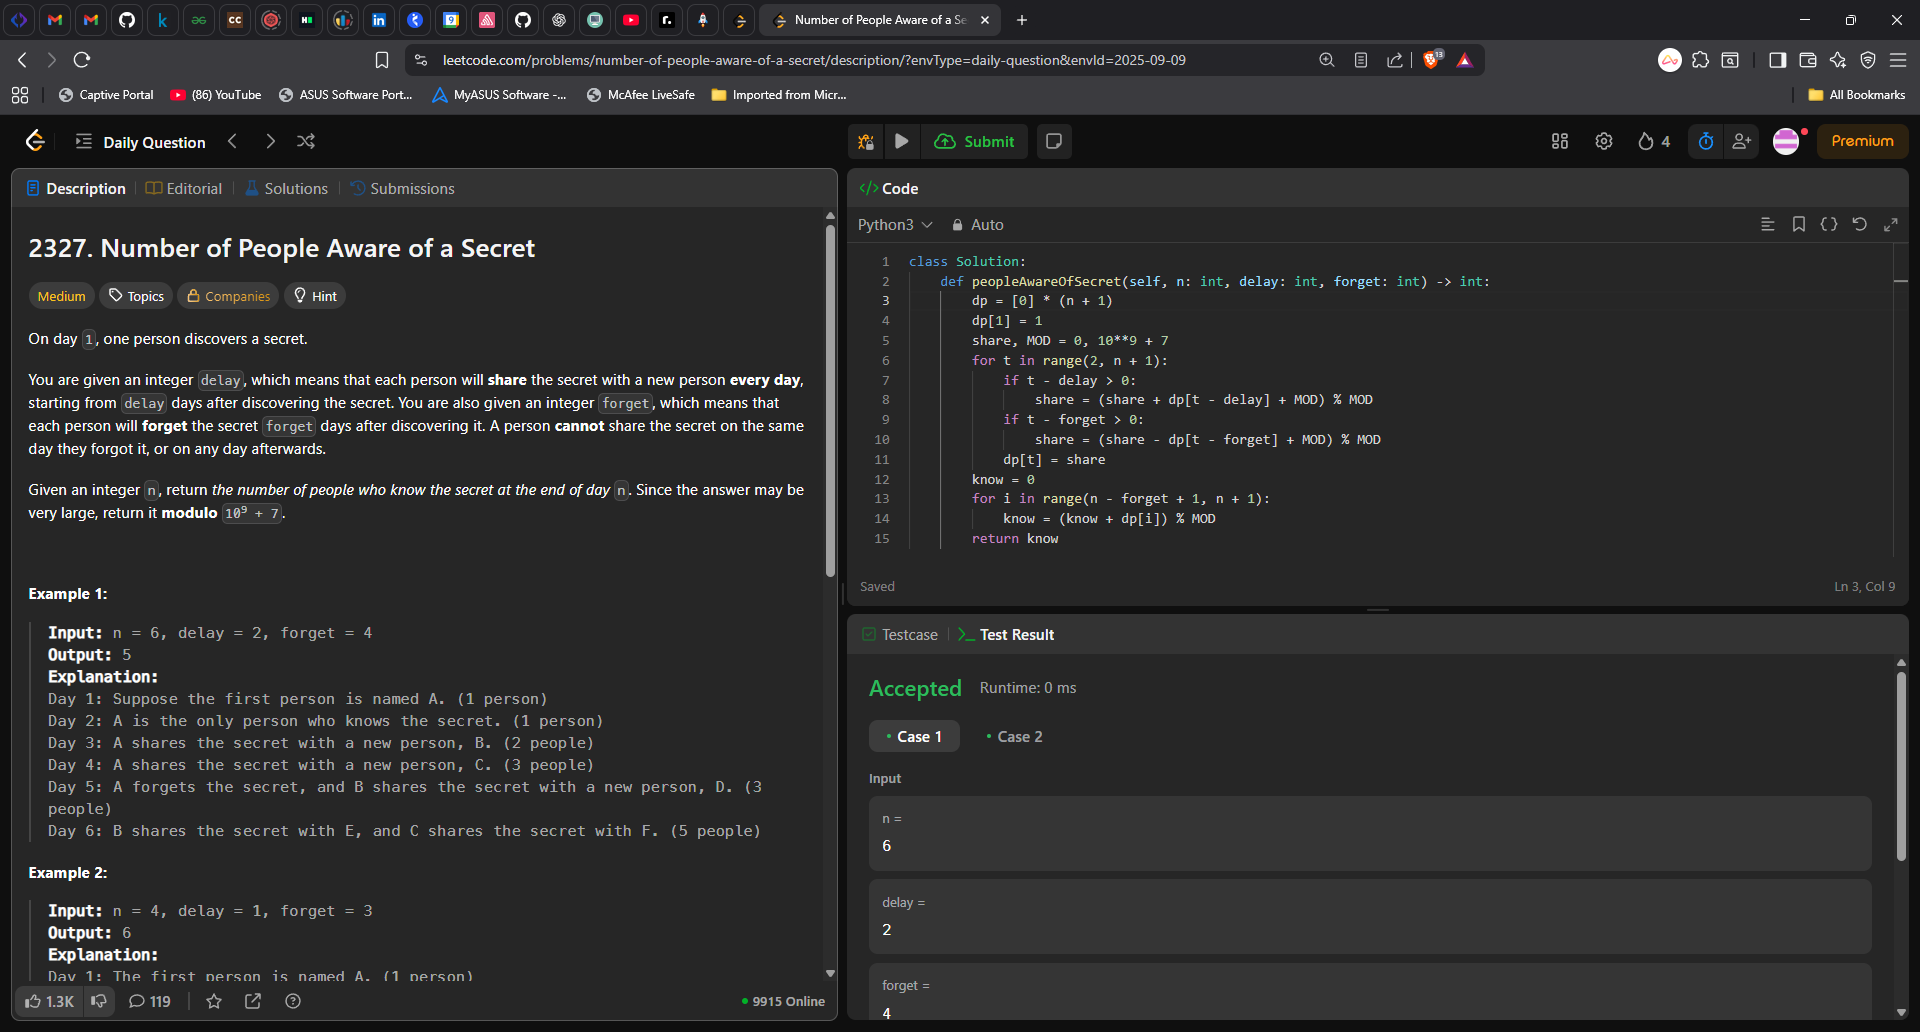 Number of People Aware of a Se
leetcode.com/problems/number-of-people-aware-of-a-secret/description/?envType=daily-question&envId=2025-09-09
13
Captive Portal
(86) YouTube
ASUS Software Port...
MyASUS Software -...
McAfee LiveSafe
Imported from Micr...
All Bookmarks
Daily Question
Submit
4
Premium
Description
Editorial
Solutions
Submissions
2327. Number of People Aware of a Secret
Medium
Topics
Companies
Hint
On day 1, one person discovers a secret.
You are given an integer delay, which means that each person will share the secret with a new person every day,
starting from delay days after discovering the secret. You are also given an integer forget, which means that
each person will forget the secret forget days after discovering it. A person cannot share the secret on the same
day they forgot it, or on any day afterwards.
Given an integer n, return the number of people who know the secret at the end of day n. Since the answer may be
very large, return it modulo 10⁹ + 7.
Example 1:
Input: n = 6, delay = 2, forget = 4
Output: 5
Explanation:
Day 1: Suppose the first person is named A. (1 person)
Day 2: A is the only person who knows the secret. (1 person)
Day 3: A shares the secret with a new person, B. (2 people)
Day 4: A shares the secret with a new person, C. (3 people)
Day 5: A forgets the secret, and B shares the secret with a new person, D. (3
people)
Day 6: B shares the secret with E, and C shares the secret with F. (5 people)
Example 2:
Input: n = 4, delay = 1, forget = 3
Output: 6
Explanation:
Day 1: The first person is named A. (1 person)
1.3K
119
9915 Online
</> Code
Python3
Auto
1 class Solution:
2     def peopleAwareOfSecret(self, n: int, delay: int, forget: int) -> int:
3         dp = [0] * (n + 1)
4         dp[1] = 1
5         share, MOD = 0, 10**9 + 7
6         for t in range(2, n + 1):
7             if t - delay > 0:
8                 share = (share + dp[t - delay] + MOD) % MOD
9             if t - forget > 0:
10                 share = (share - dp[t - forget] + MOD) % MOD
11             dp[t] = share
12         know = 0
13         for i in range(n - forget + 1, n + 1):
14             know = (know + dp[i]) % MOD
15         return know
Saved
Ln 3, Col 9
Testcase
Test Result
Accepted
Runtime: 0 ms
Case 1
Case 2
Input
n =
6
delay =
2
forget =
4